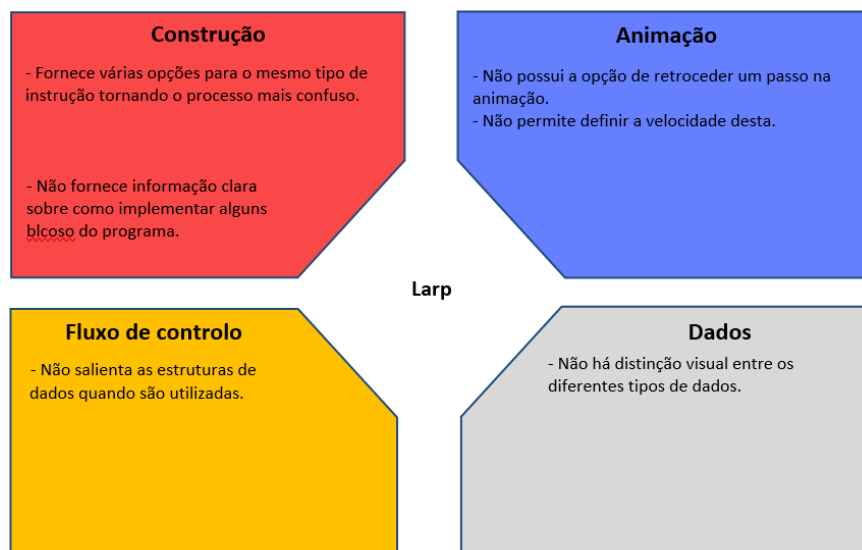 Construção
- Fornece várias opções para o mesmo tipo de
instrução tornando o processo mais confuso.
- Não fornece informação clara
sobre como implementar alguns
blcoso do programa.
Animação
- Não possui a opção de retroceder um passo na
animação.
- Não permite definir a velocidade desta.
Larp
Fluxo de controlo
- Não salienta as estruturas de
dados quando são utilizadas.
Dados
- Não há distinção visual entre os
diferentes tipos de dados.